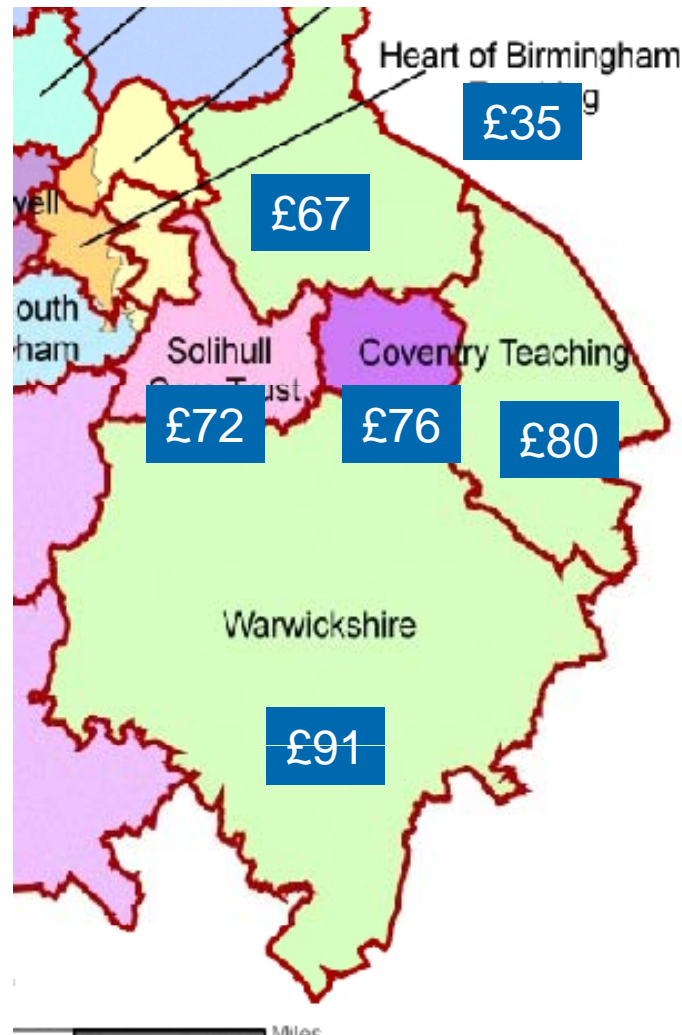 Heart of Birmingham
£35
£67
Solihull
£72
Coventry Teaching
£76
£80
Warwickshire
£91
Miles